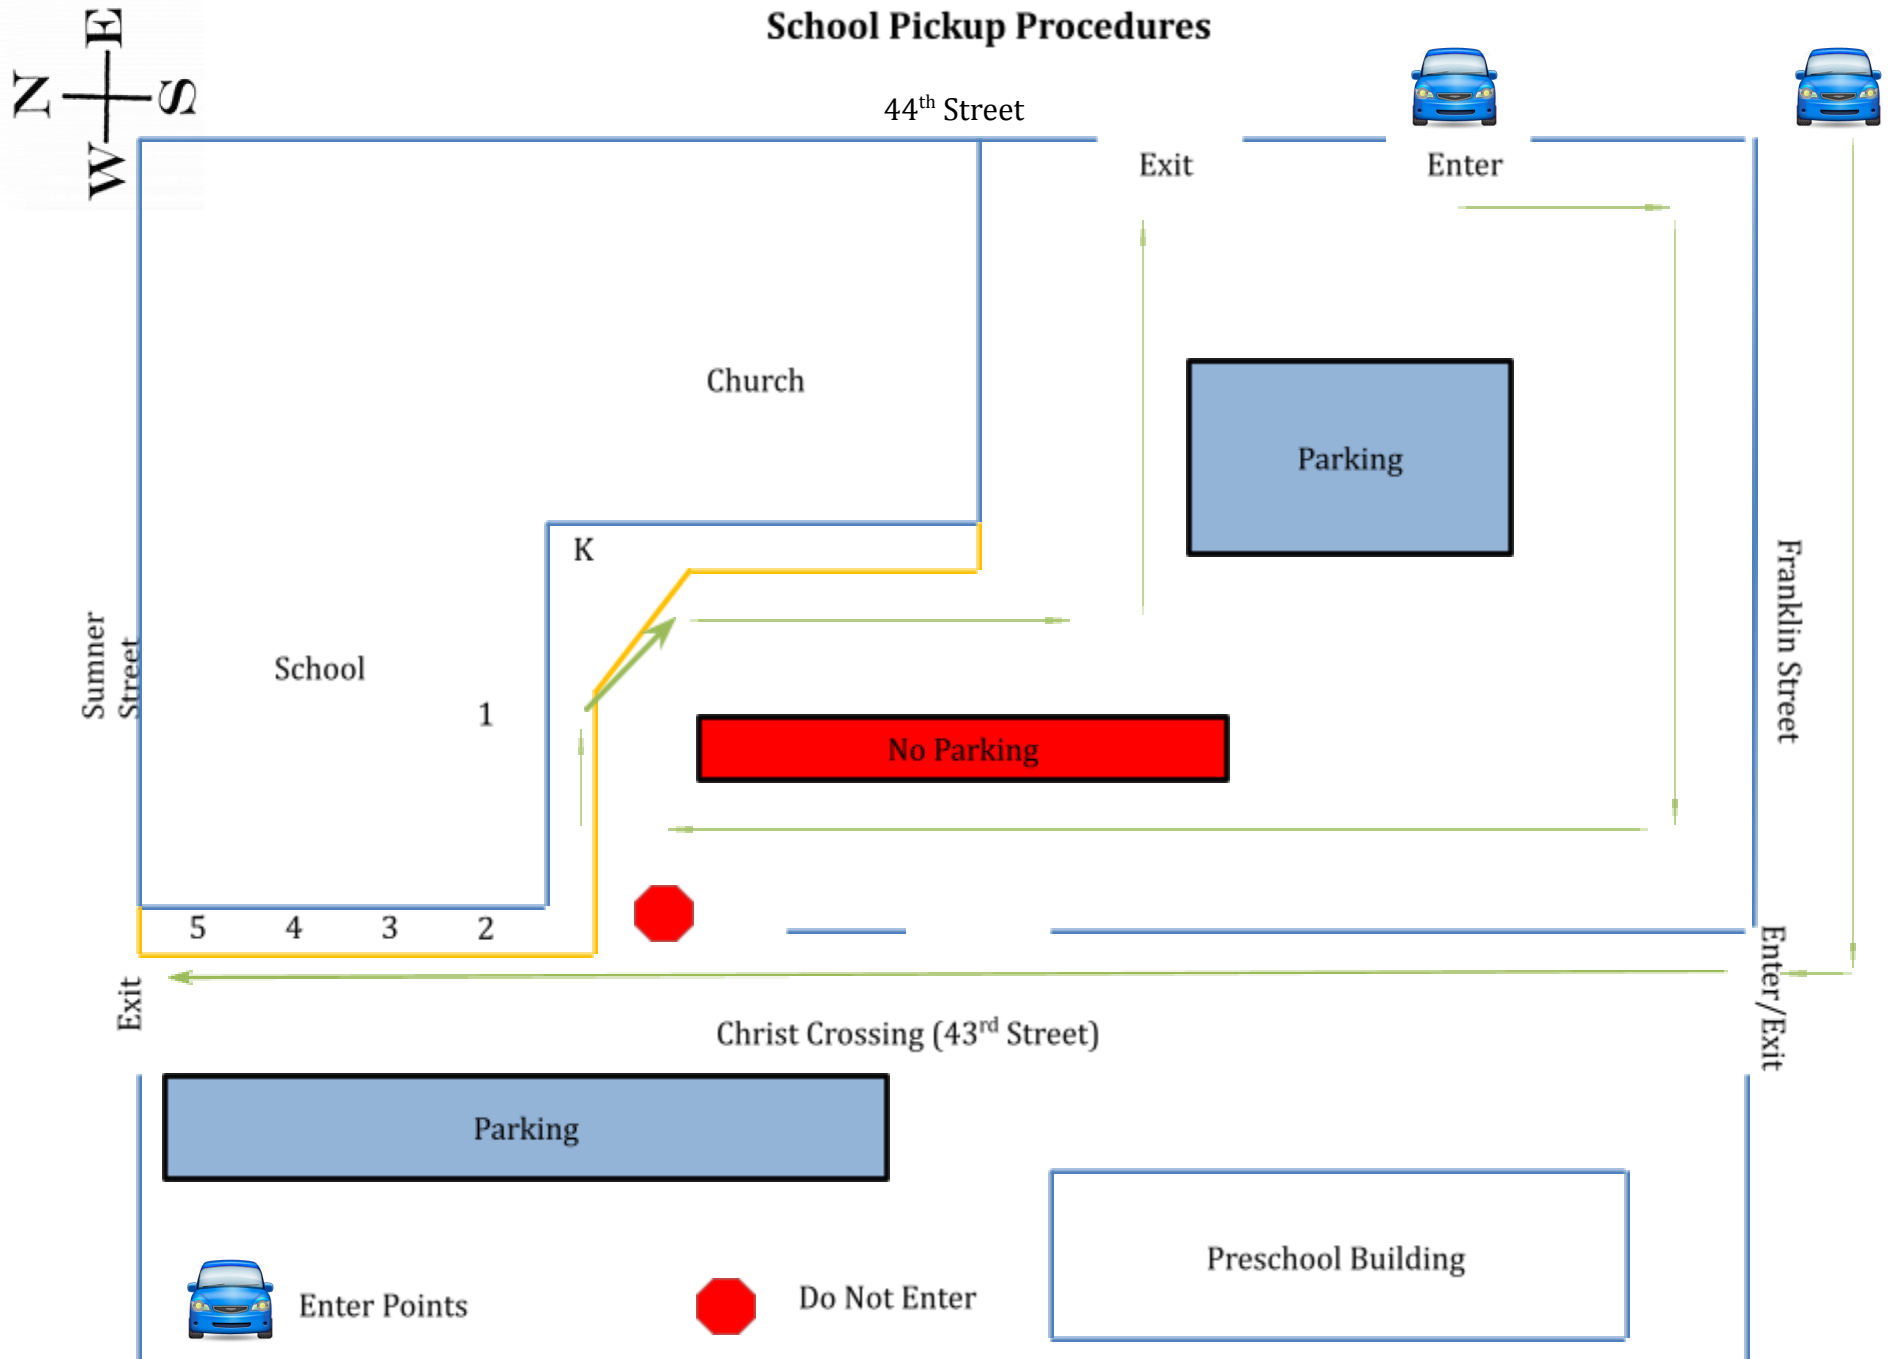 School Pickup Procedures
E
N
S
W
44th Street
Exit
Enter
Church
Parking
K
Franklin Street
Sumner
Street
School
1
No Parking
5
4
3
2
Enter/Exit
Exit
Christ Crossing (43rd Street)
Parking
Preschool Building
Enter Points
Do Not Enter